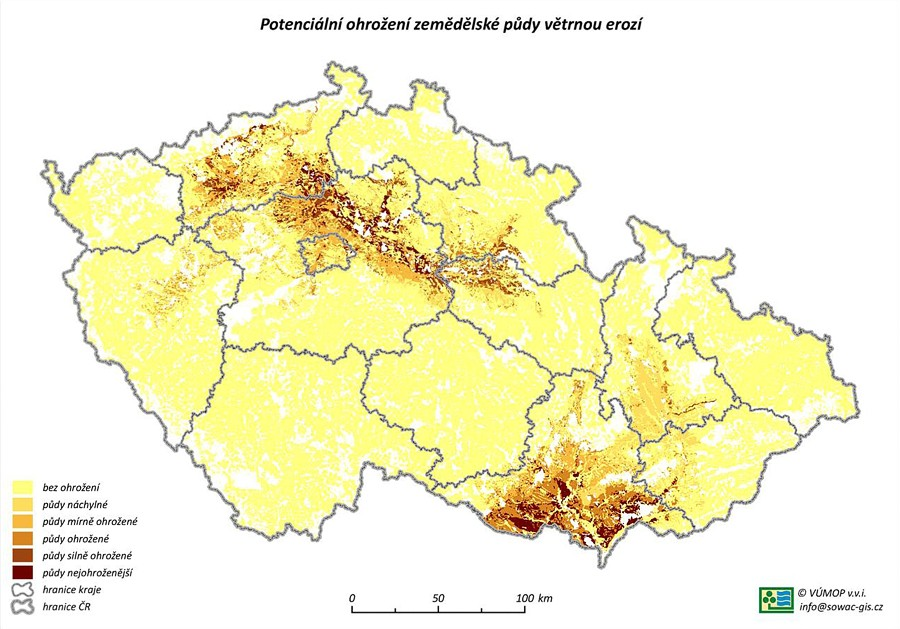 Potenciální ohrožení zemědělské půdy větrnou erozí
bez ohrožení
půdy náchylné
půdy mírně ohrožené
půdy ohrožené
půdy silně ohrožené
půdy nejohroženější
hranice kraje
hranice ČR
0 50 100 km
© VÚMOP v.v.i.
info@sowac-gis.cz